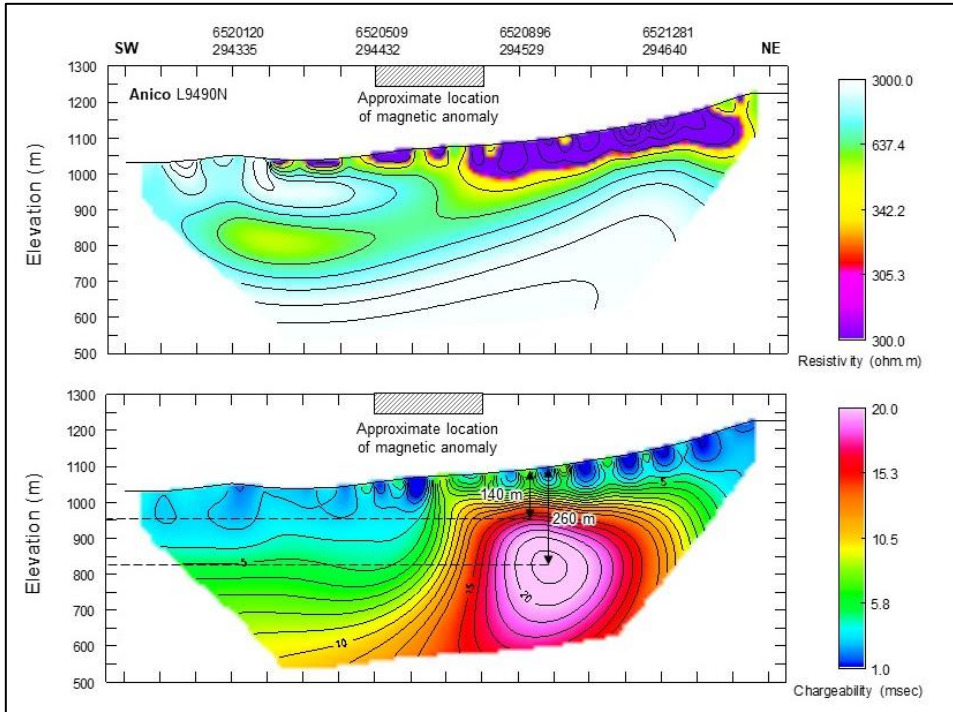 6520120 6520509 6520896 6521281
SW 294335 294432 294529 294640 NE
1300
Anico L9490N
Approximate location
of magnetic anomaly
1200
1100
1000
900
800
700
600
500
Elevation (m)
3000.0
637.4
342.2
305.3
300.0
Resistivity (ohm.m)
1300
Approximate location
of magnetic anomaly
1200
1100
1000
900
800
700
600
500
Elevation (m)
140 m
260 m
5
5
10
15
20
20.0
15.3
10.5
5.8
1.0
Chargeability (msec)